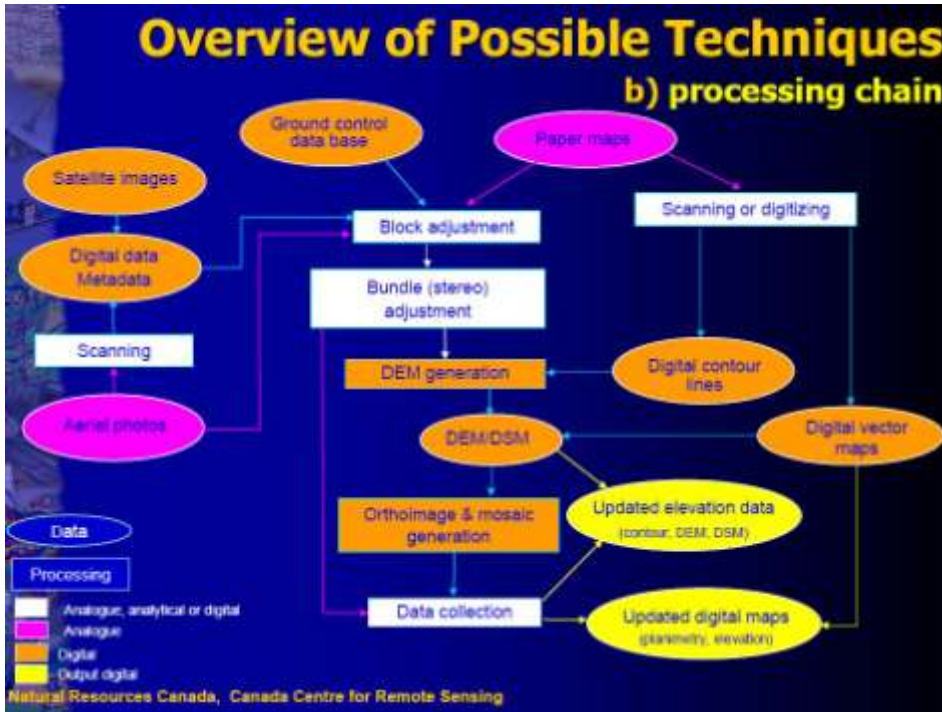 Overview of Possible Techniques
b) processing chain
Ground control
data base
Paper maps
Satellite images
Scanning or digitizing
Block adjustment
Digital data
Metadata
Bundle (stereo)
adjustment
Scanning
DEM generation
Digital contour
lines
Aerial photos
DEM/DSM
Digital vector
maps
Orthoimage & mosaic
generation
Updated elevation data
(contour, DEM, DSM)
Data
Processing
Data collection
Updated digital maps
(planimetry, elevation)
Analogue, analytical or digital
Analogue
Digital
Output digital
Natural Resources Canada, Canada Centre for Remote Sensing